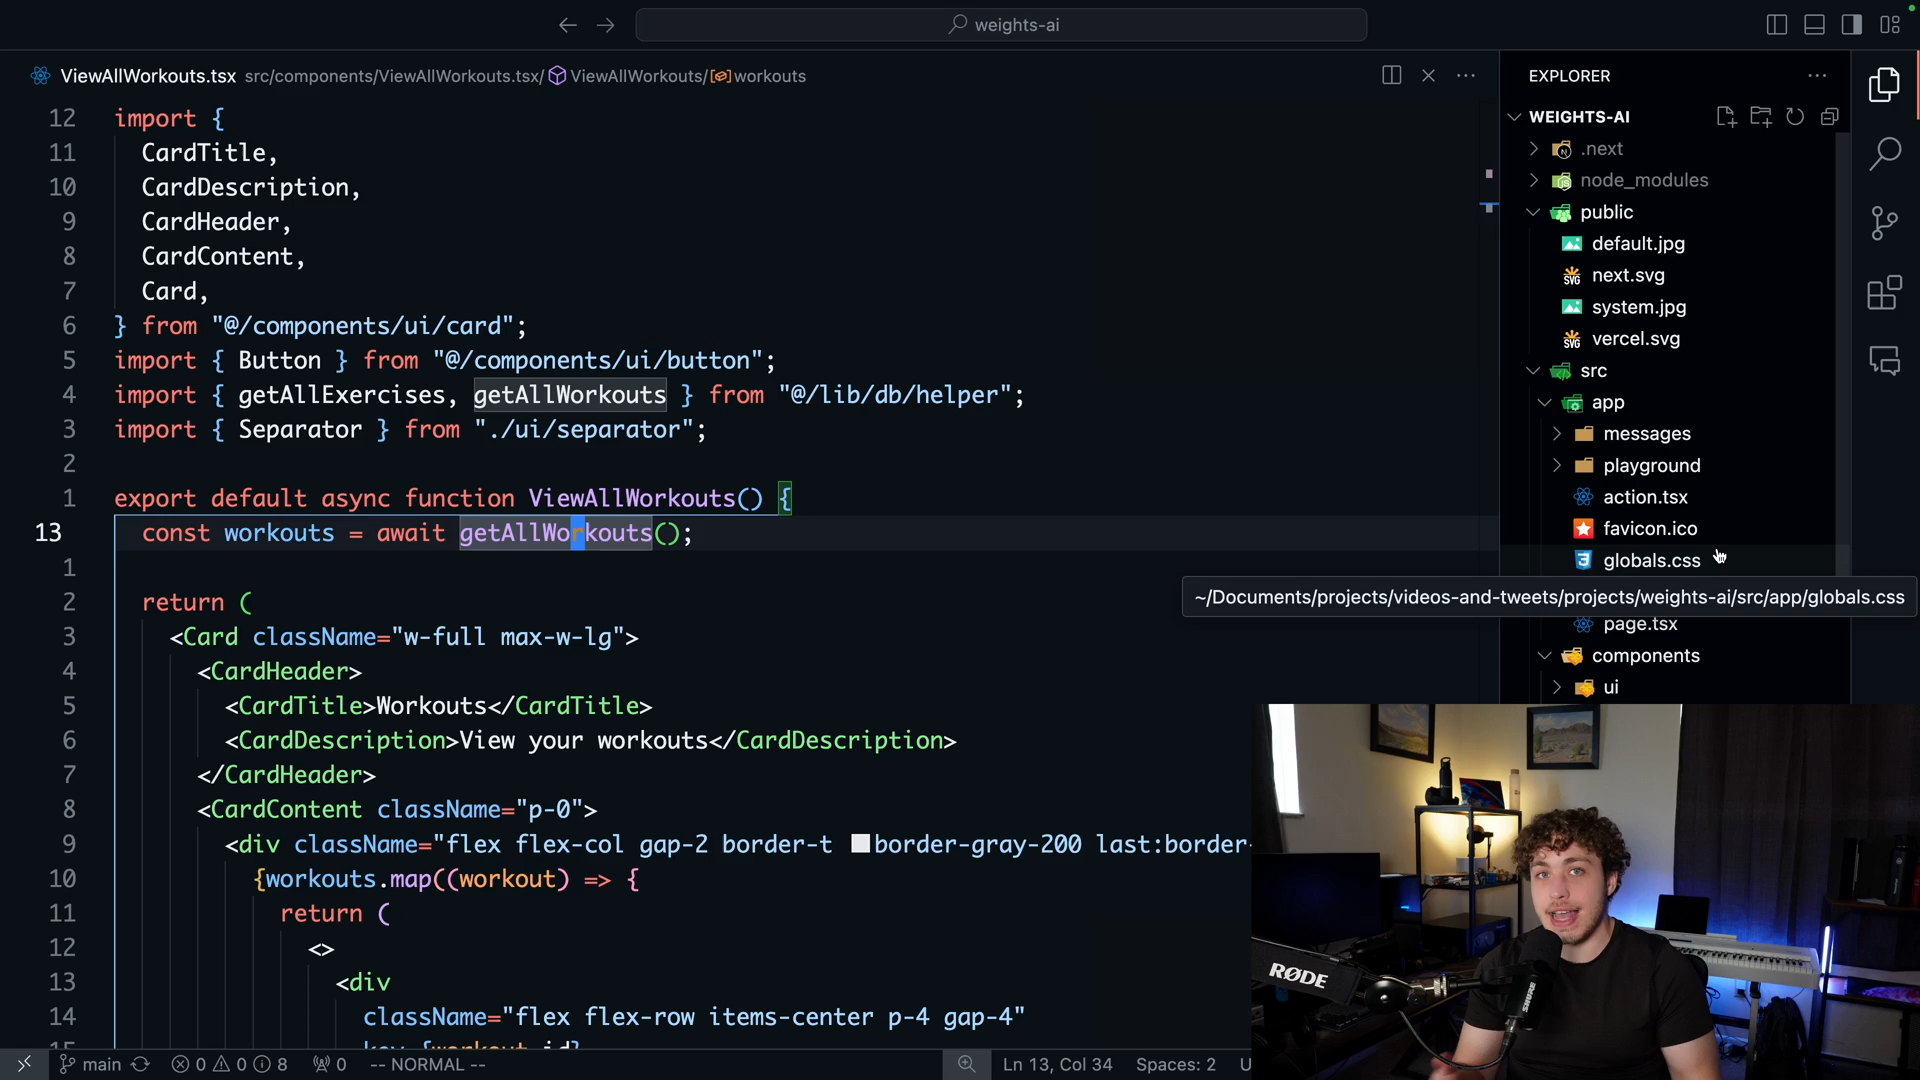 weights-ai
ViewAllWorkouts.tsx src/components/ViewAllWorkouts.tsx/ ViewAllWorkouts/ workouts
12 import {
11 CardTitle,
10 CardDescription,
9 CardHeader,
8 CardContent,
7 Card,
6 } from "@/components/ui/card";
5 import { Button } from "@/components/ui/button";
4 import { getAllExercises, getAllWorkouts } from "@/lib/db/helper";
3 import { Separator } from "./ui/separator";
2
1 export default async function ViewAllWorkouts() {
13 const workouts = await getAllWorkouts();
1
2 return (
3 <Card className="w-full max-w-lg">
4 <CardHeader>
5 <CardTitle>Workouts</CardTitle>
6 <CardDescription>View your workouts</CardDescription>
7 </CardHeader>
8 <CardContent className="p-0">
9 <div className="flex flex-col gap-2 border-t border-gray-200 last:border-
10 {workouts.map((workout) => {
11 return (
12 <>
13 <div
14 className="flex flex-row items-center p-4 gap-4"
15 key={workout.id}
EXPLORER
WEIGHTS-AI
.next
node_modules
public
default.jpg
next.svg
system.jpg
vercel.svg
src
app
messages
playground
action.tsx
favicon.ico
globals.css
~/Documents/projects/videos-and-tweets/projects/weights-ai/src/app/globals.css
page.tsx
components
ui
RØDE
SHURE
main 0 0 8 0 -- NORMAL -- Ln 13, Col 34 Spaces: 2 U